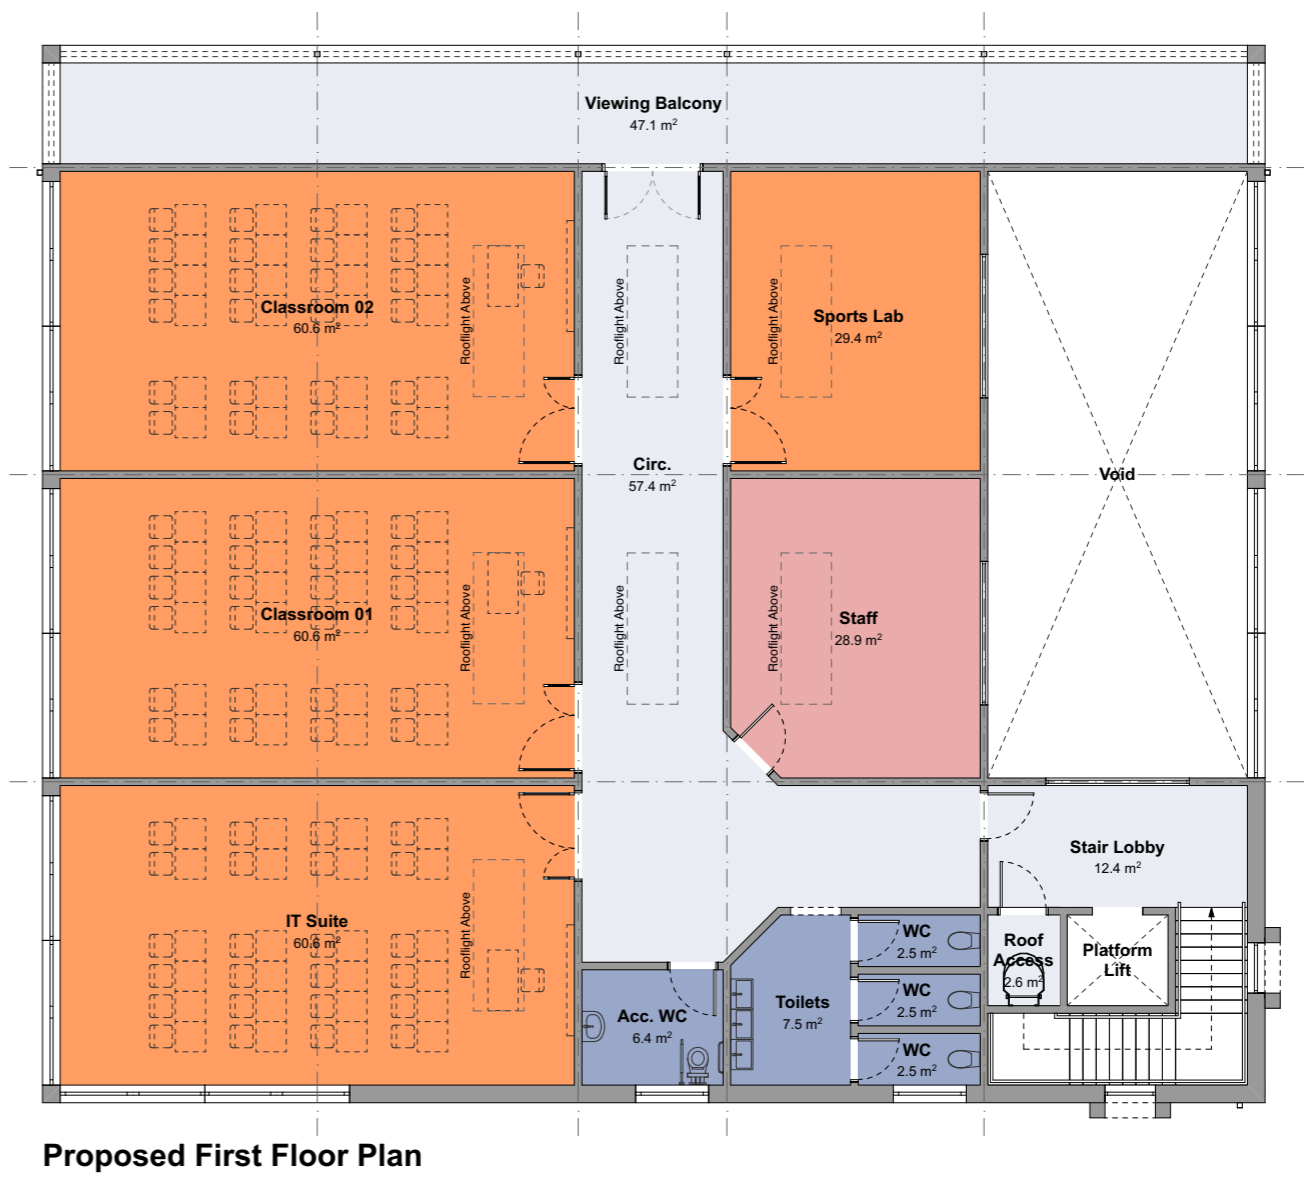 Viewing Balcony
47.1 m²
Classroom 02
60.6 m²
Rooflight Above
Rooflight Above
Rooflight Above
Sports Lab
29.4 m²
Circ.
57.4 m²
Void
Classroom 01
60.6 m²
Rooflight Above
Rooflight Above
Rooflight Above
Staff
28.9 m²
Stair Lobby
12.4 m²
IT Suite
60.6 m²
Rooflight Above
WC
2.5 m²
Roof
Access
2.6 m²
Platform
Lift
Acc. WC
6.4 m²
Toilets
7.5 m²
WC
2.5 m²
WC
2.5 m²
Proposed First Floor Plan